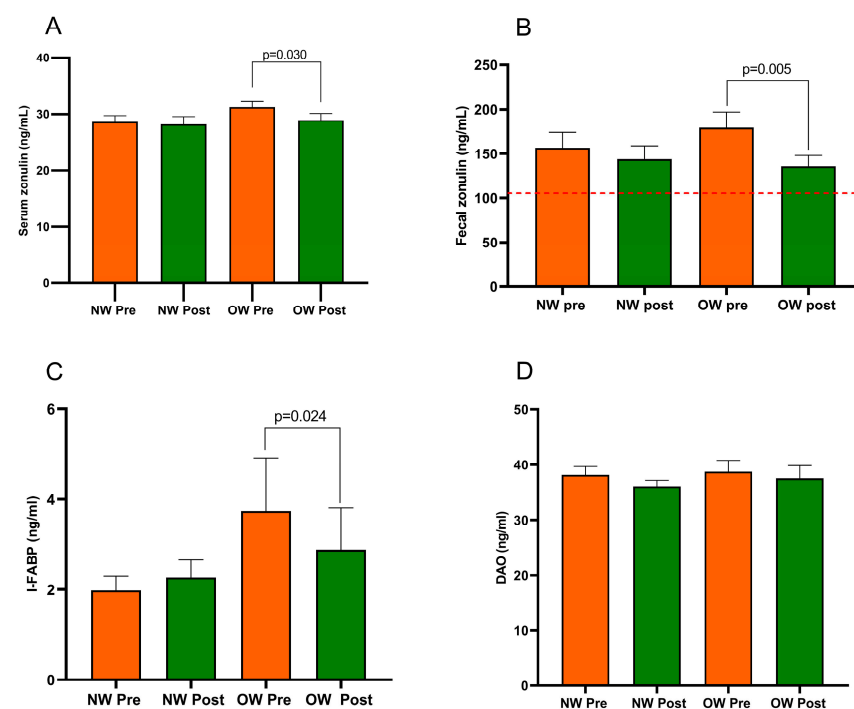 A
Serum zonulin (ng/mL)
40
30
20
10
0
p=0.030
NW Pre NW Post OW Pre OW Post
B
Fecal zonulin (ng/mL)
250
200
150
100
50
0
p=0.005
NW pre NW post OW pre OW post
C
I-FABP (ng/ml)
6
4
2
0
p=0.024
NW Pre NW Post OW Pre OW Post
D
DAO (ng/ml)
50
40
30
20
10
0
NW Pre NW Post OW Pre OW Post